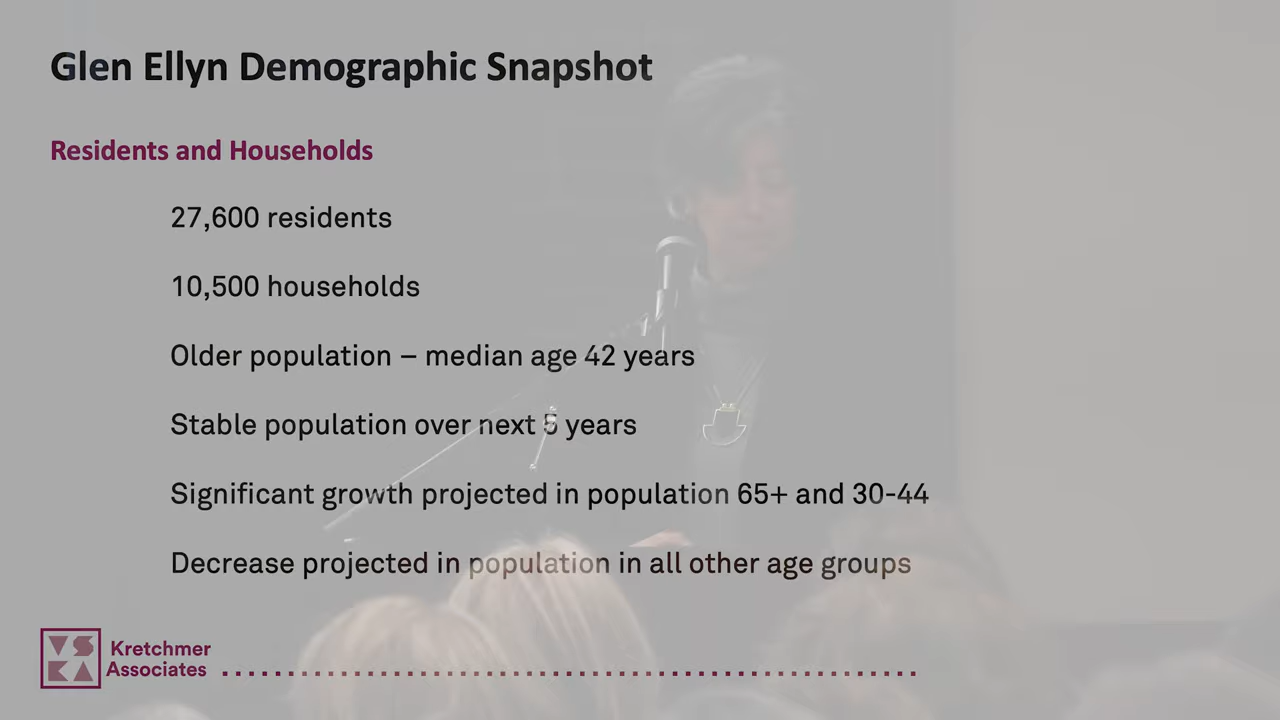 Glen Ellyn Demographic Snapshot
Residents and Households
27,600 residents
10,500 households
Older population – median age 42 years
Stable population over next 5 years
Significant growth projected in population 65+ and 30-44
Decrease projected in population in all other age groups
VS
KA
Kretchmer
Associates